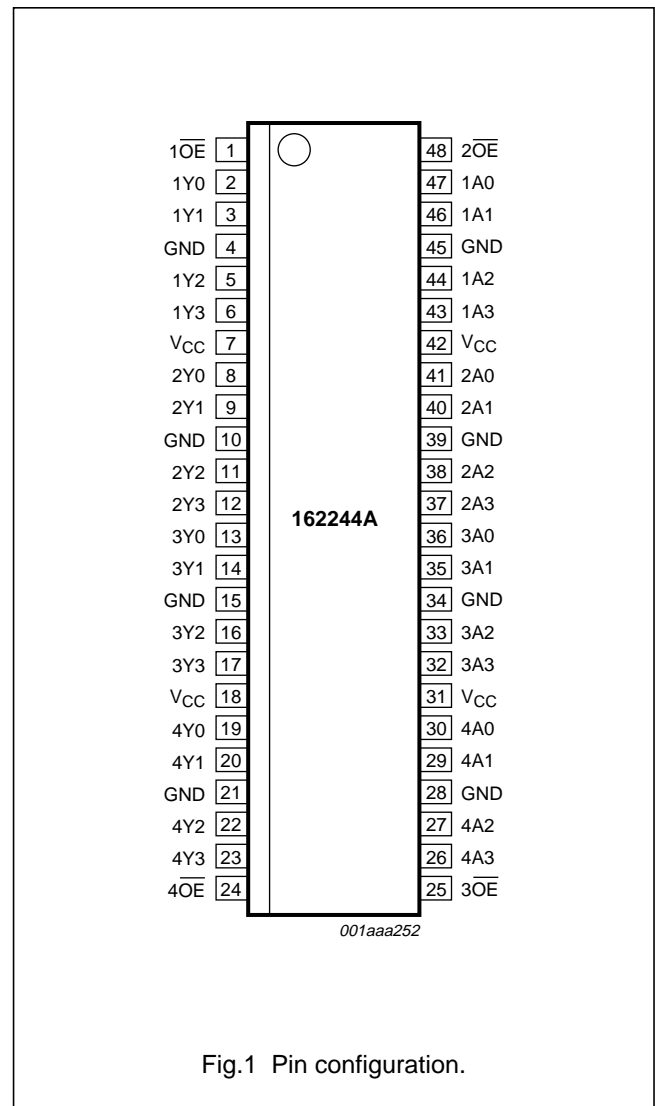 1OE 1 48 2OE
1Y0 2 47 1A0
1Y1 3 46 1A1
GND 4 45 GND
1Y2 5 44 1A2
1Y3 6 43 1A3
VCC 7 42 VCC
2Y0 8 41 2A0
2Y1 9 40 2A1
GND 10 39 GND
2Y2 11 38 2A2
2Y3 12 37 2A3
162244A
3Y0 13 36 3A0
3Y1 14 35 3A1
GND 15 34 GND
3Y2 16 33 3A2
3Y3 17 32 3A3
VCC 18 31 VCC
4Y0 19 30 4A0
4Y1 20 29 4A1
GND 21 28 GND
4Y2 22 27 4A2
4Y3 23 26 4A3
4OE 24 25 3OE
001aaa252
Fig.1 Pin configuration.